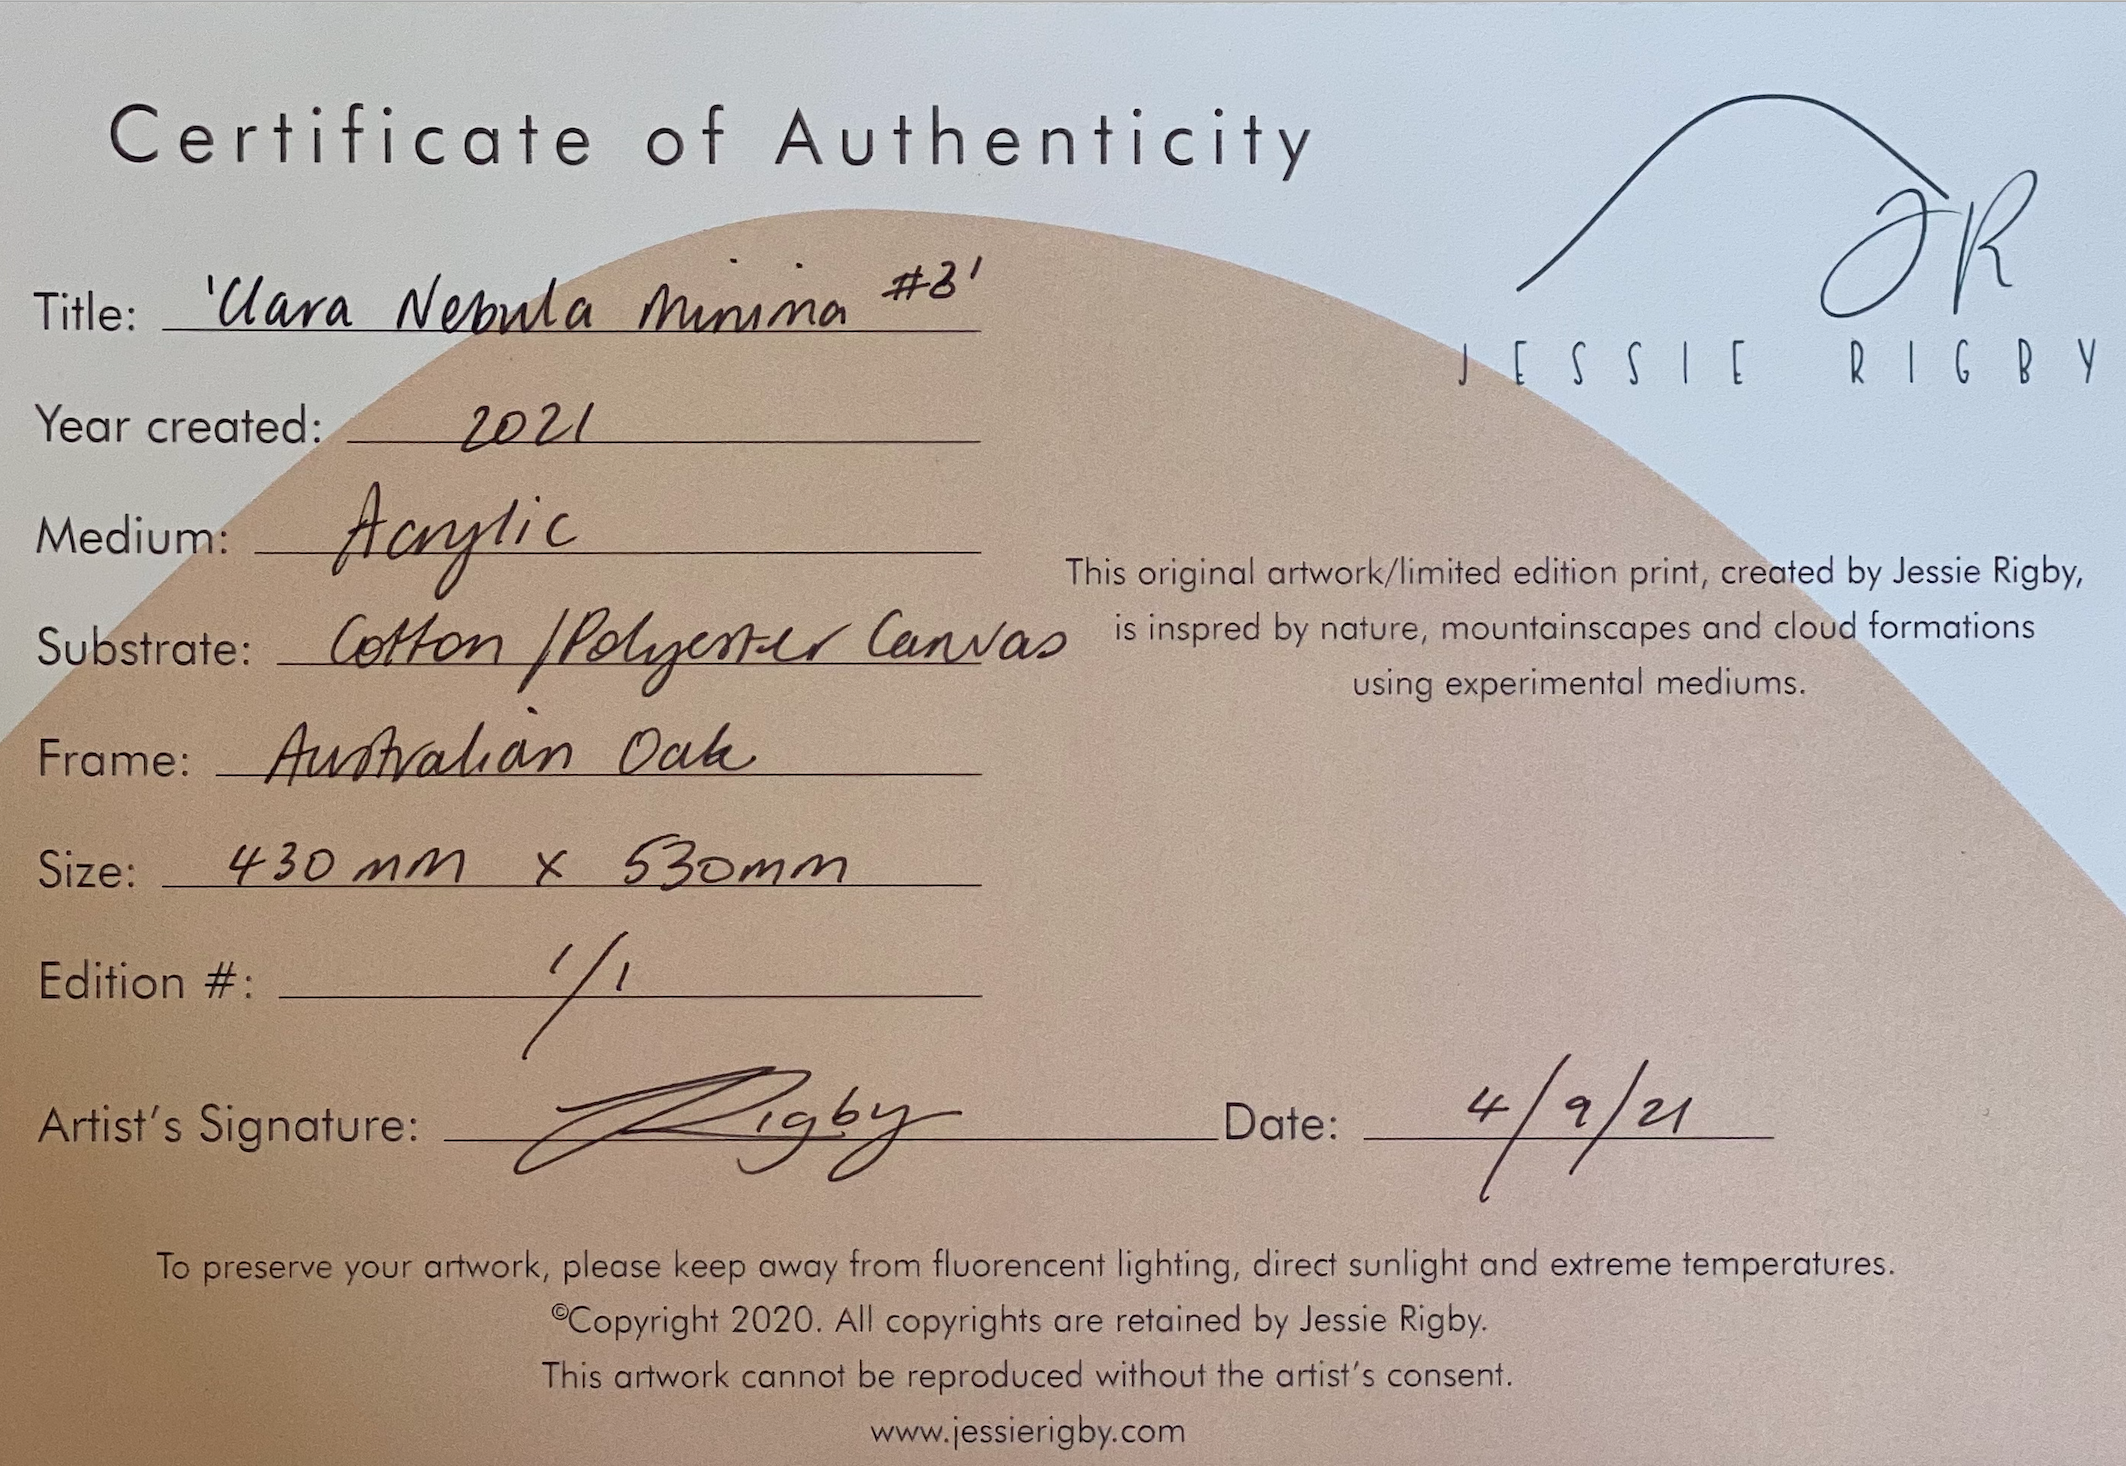 Certificate of Authenticity
JR
JESSIE RIGBY
Title: 'Clara Nebula Minima #3'
Year created: 2021
Medium: Acrylic
Substrate: Cotton/Polyester Canvas
Frame: Australian Oak
Size: 430mm x 530mm
Edition #: 1/1
This original artwork/limited edition print, created by Jessie Rigby,
is inspred by nature, mountainscapes and cloud formations
using experimental mediums.
Artist's Signature: JRigby Date: 4/9/21
To preserve your artwork, please keep away from fluorencent lighting, direct sunlight and extreme temperatures.
©Copyright 2020. All copyrights are retained by Jessie Rigby.
This artwork cannot be reproduced without the artist's consent.
www.jessierigby.com